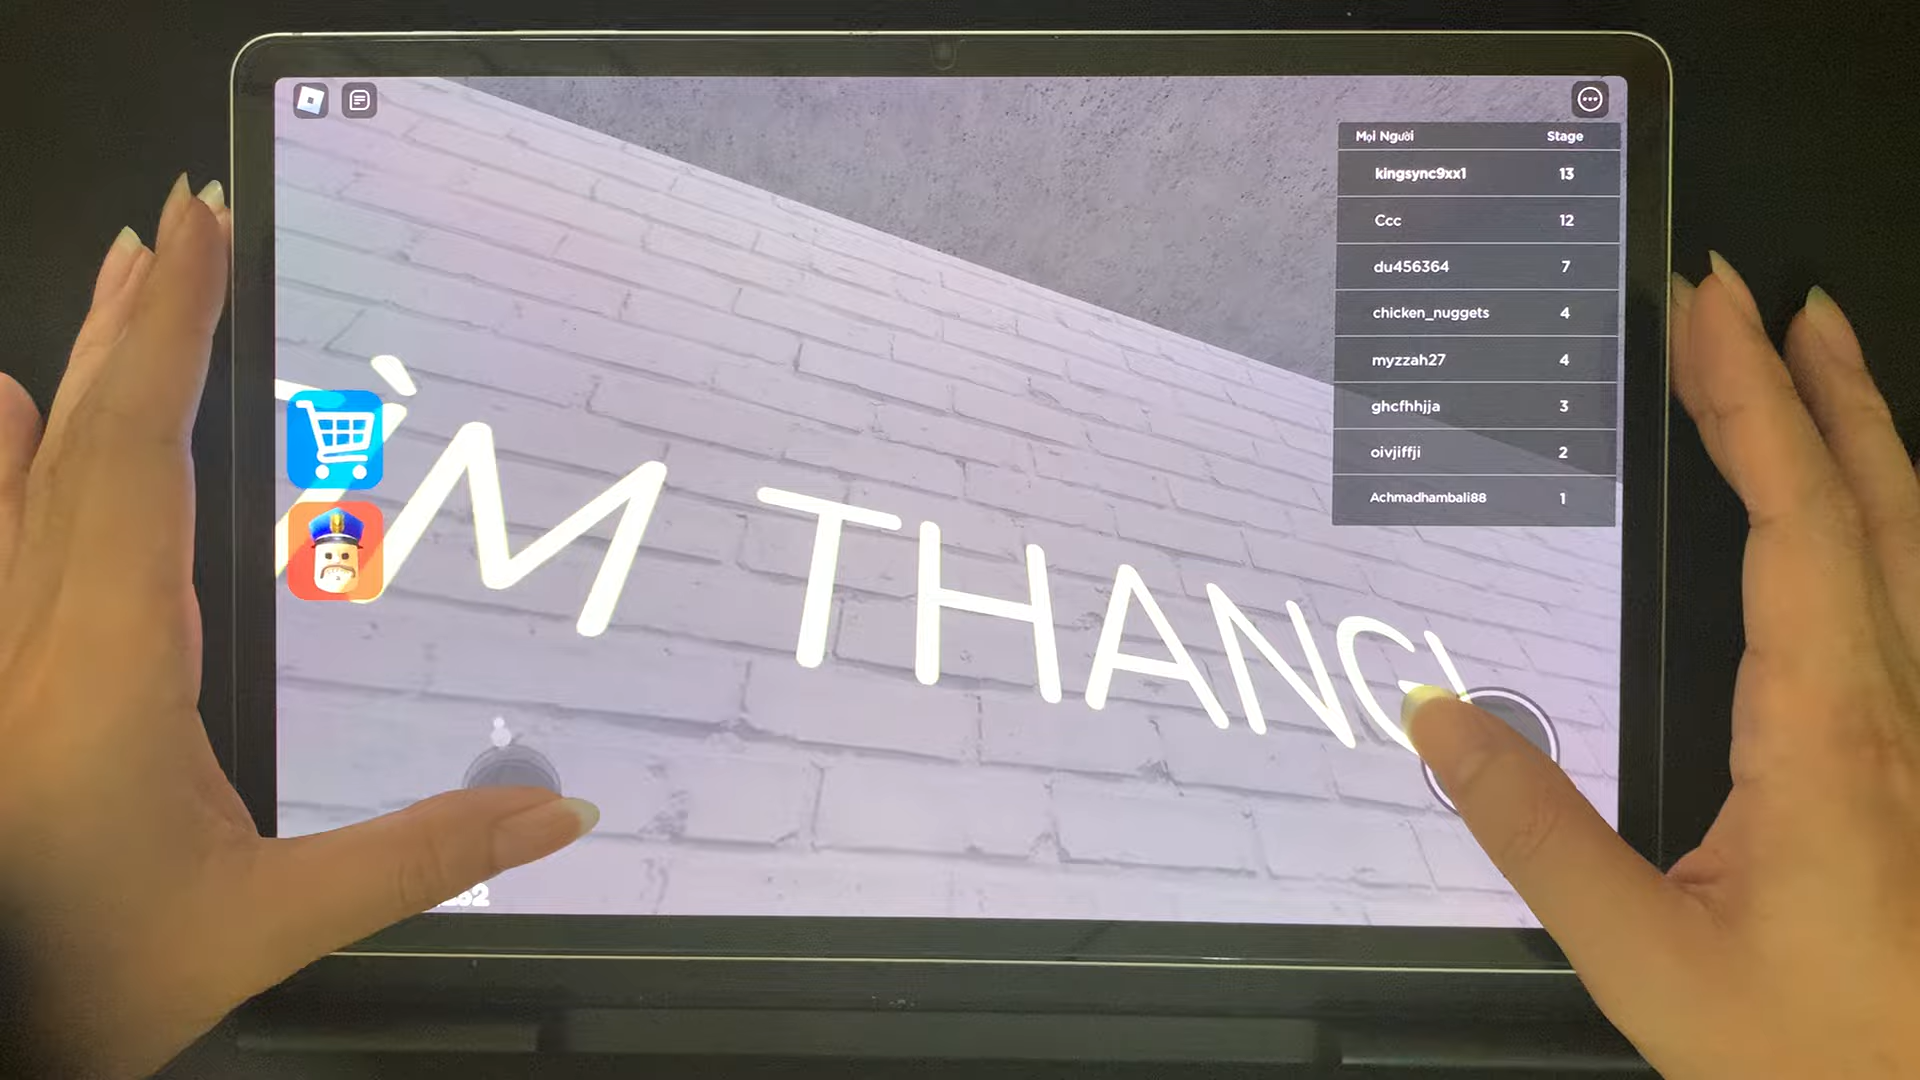 Mọi Người Stage
kingsync9xx1 13
Ccc 12
du456364 7
chicken_nuggets 4
myzzah27 4
ghcfhhjja 3
oivjiffji 2
Achmadhambali88 1
THANG